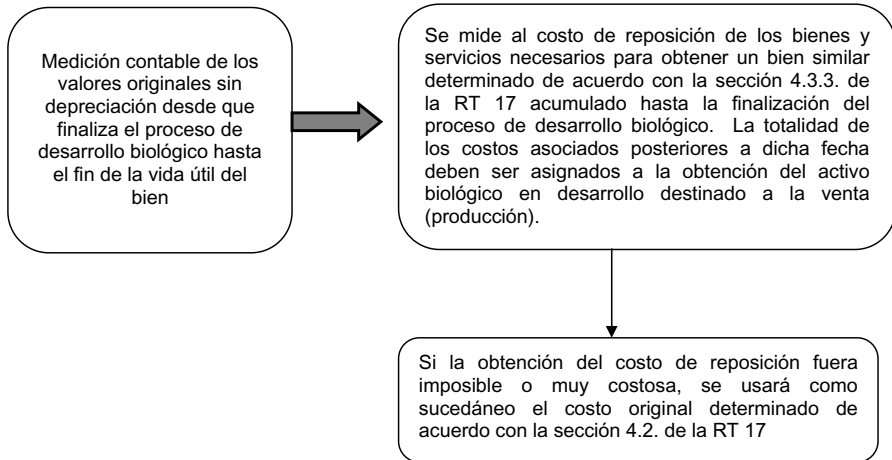 Medición contable de los
valores originales sin
depreciación desde que
finaliza el proceso de
desarrollo biológico hasta
el fin de la vida útil del
bien
Se mide al costo de reposición de los bienes y
servicios necesarios para obtener un bien similar
determinado de acuerdo con la sección 4.3.3. de
la RT 17 acumulado hasta la finalización del
proceso de desarrollo biológico. La totalidad de
los costos asociados posteriores a dicha fecha
deben ser asignados a la obtención del activo
biológico en desarrollo destinado a la venta
(producción).
Si la obtención del costo de reposición fuera
imposible o muy costosa, se usará como
sucedáneo el costo original determinado de
acuerdo con la sección 4.2. de la RT 17